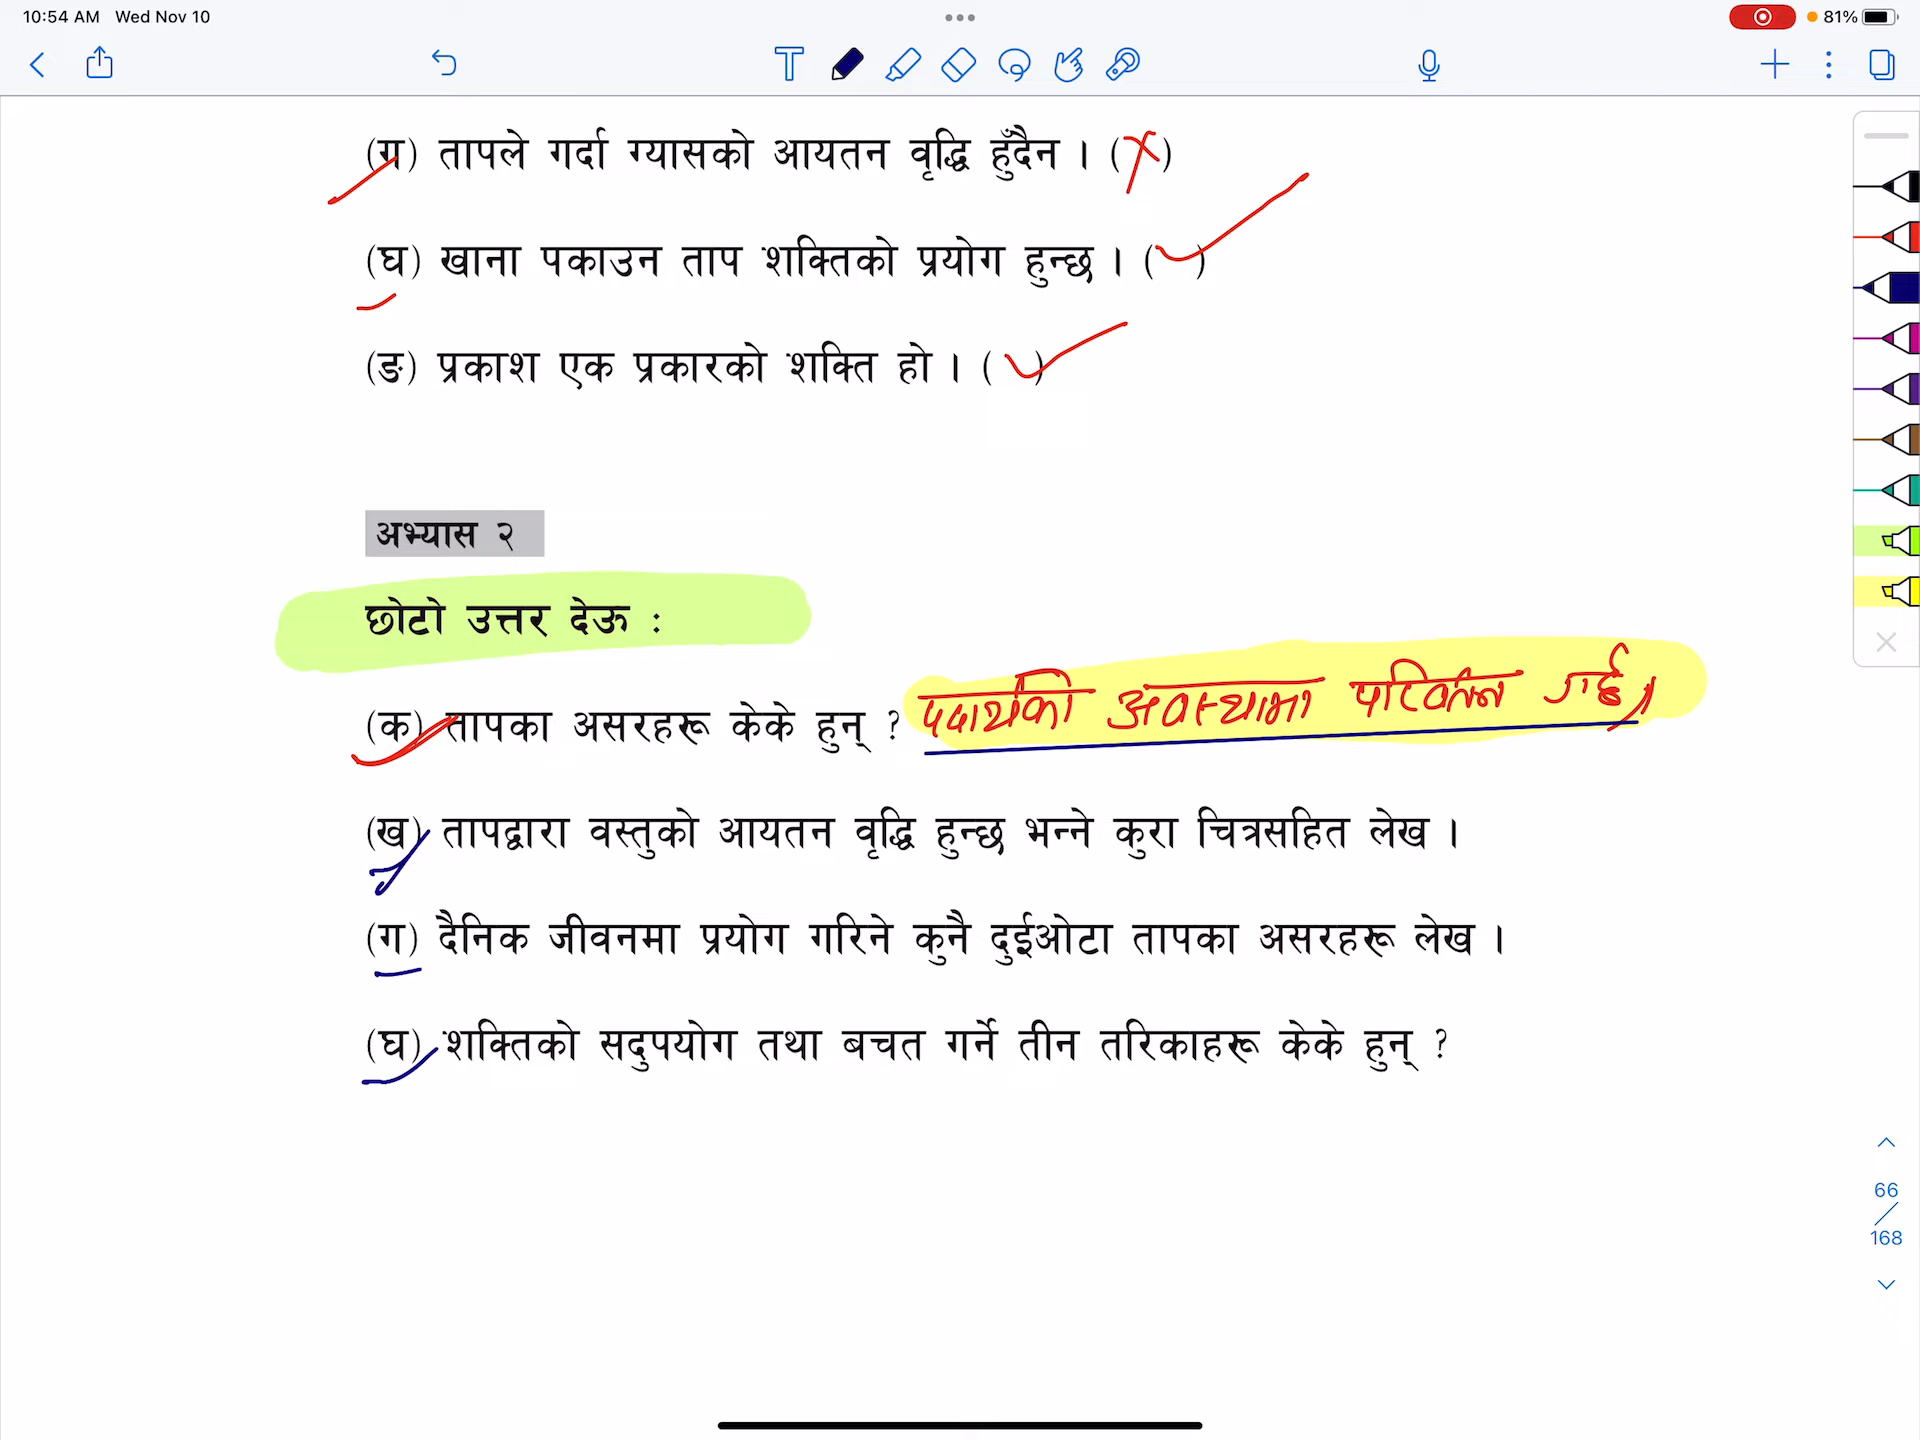 10:54 AM Wed Nov 10
81%
(ग) तापले गर्दा ग्यासको आयतन वृद्धि हुँदैन । (✗)
(घ) खाना पकाउन ताप शक्तिको प्रयोग हुन्छ । (✓)
(ङ) प्रकाश एक प्रकारको शक्ति हो । (✓)
अभ्यास २
छोटो उत्तर देऊ :
(क) तापका असरहरू केके हुन् ? पदार्थको अवस्थामा परिवर्तन गर्छ ।
(ख) तापद्वारा वस्तुको आयतन वृद्धि हुन्छ भन्ने कुरा चित्रसहित लेख ।
(ग) दैनिक जीवनमा प्रयोग गरिने कुनै दुईओटा तापका असरहरू लेख ।
(घ) शक्तिको सदुपयोग तथा बचत गर्ने तीन तरिकाहरू केके हुन् ?
66
168